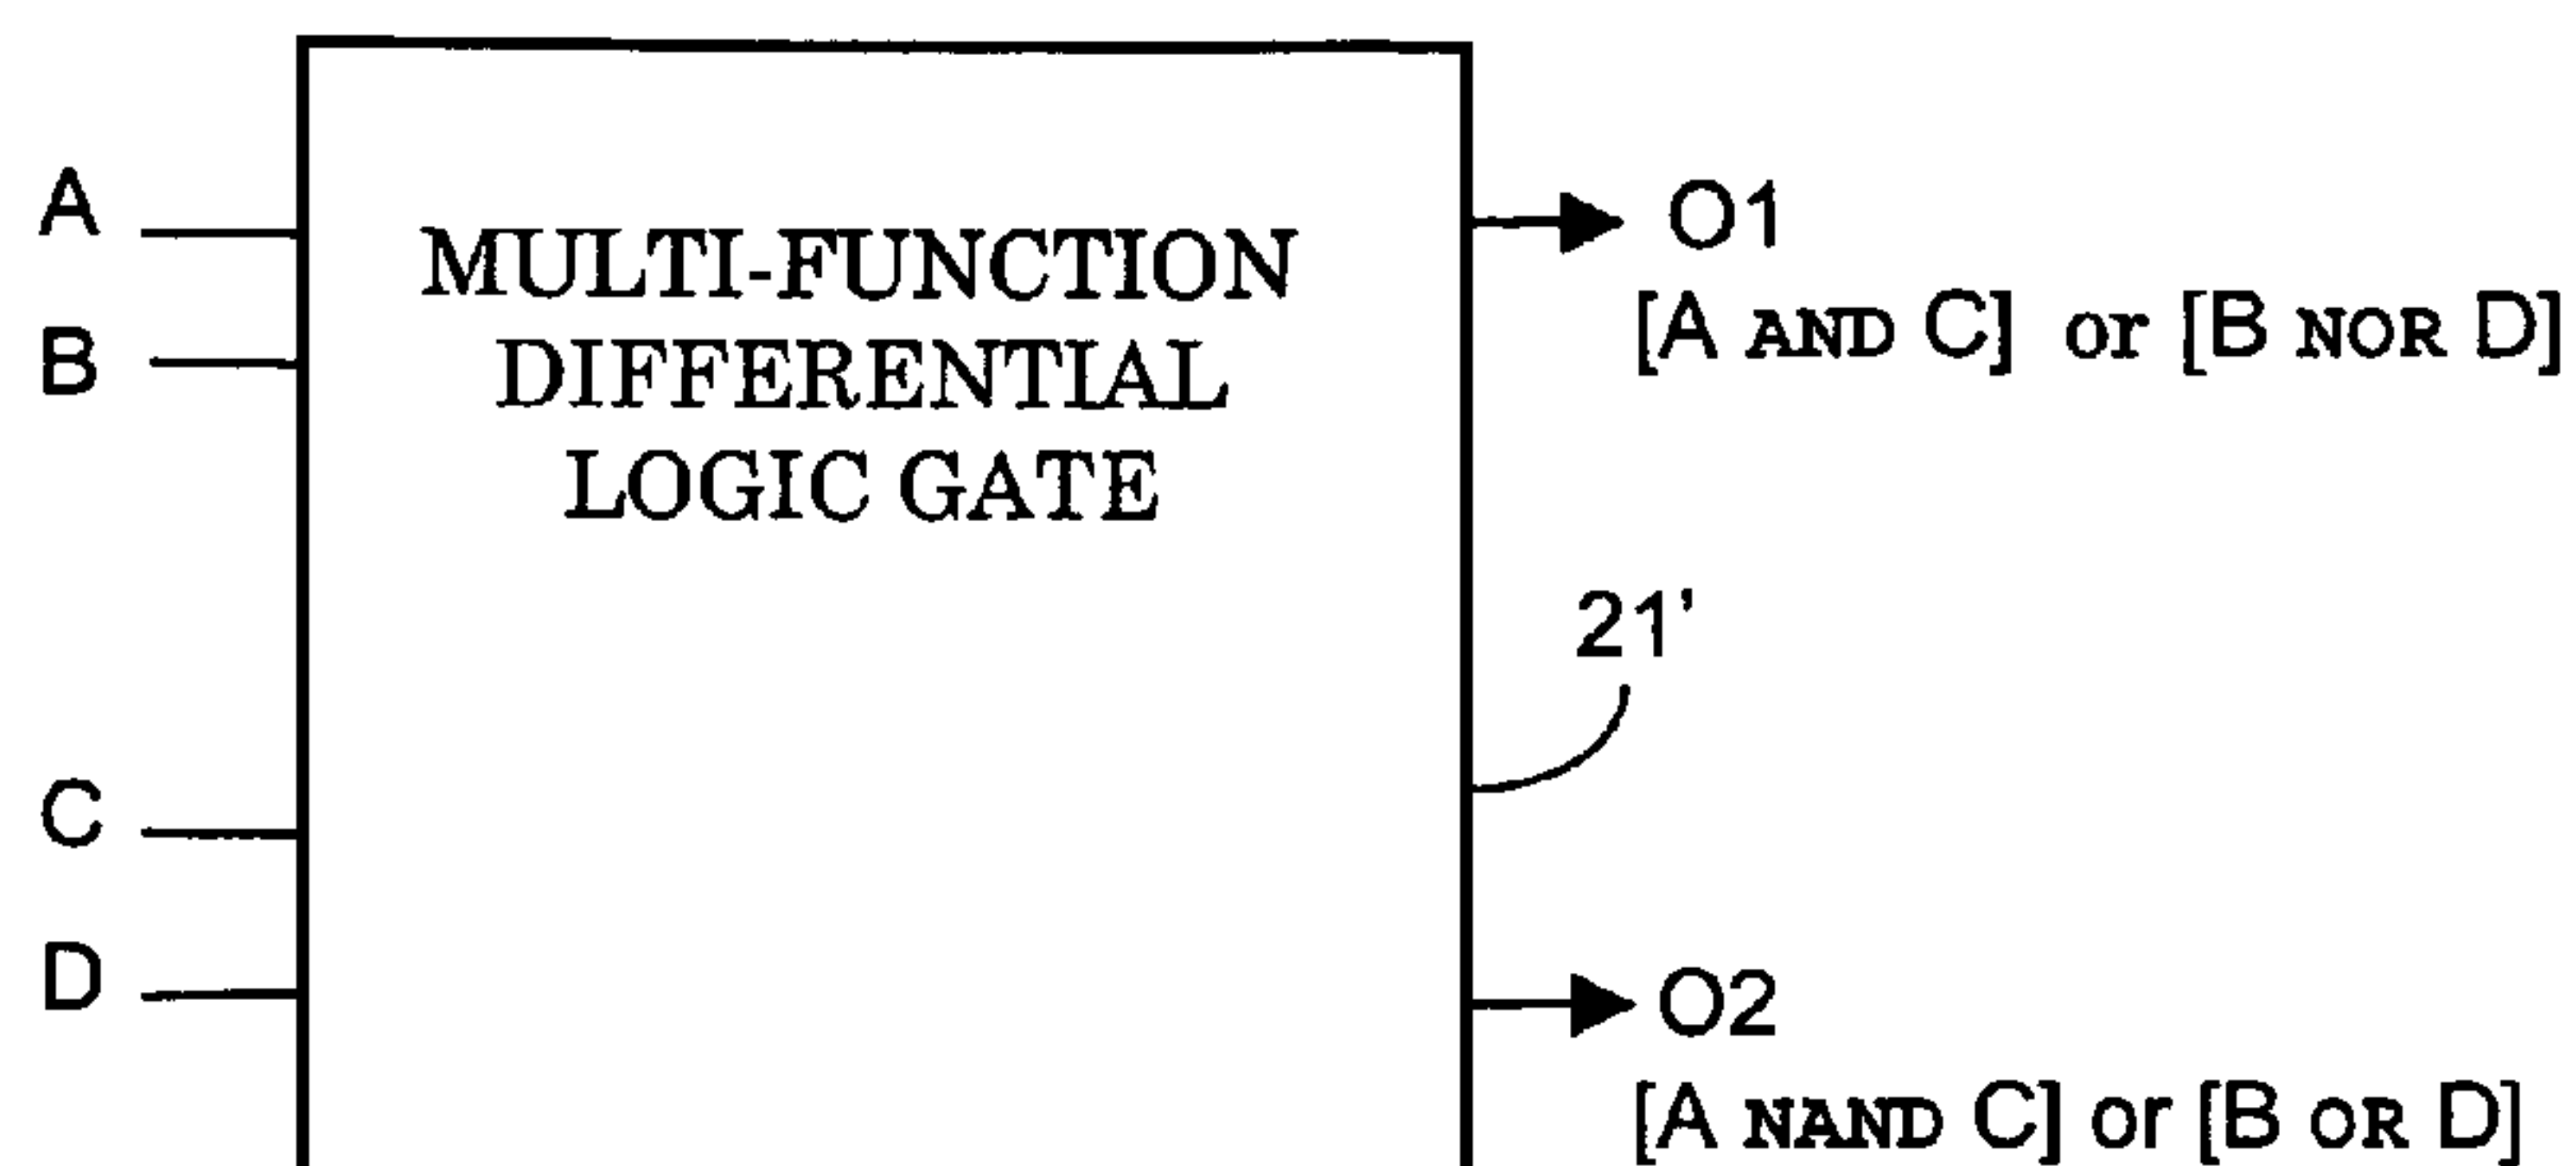 A
B
C
D
MULTI-FUNCTION
DIFFERENTIAL
LOGIC GATE
O1
[A AND C] or [B NOR D]
21'
O2
[A NAND C] or [B OR D]